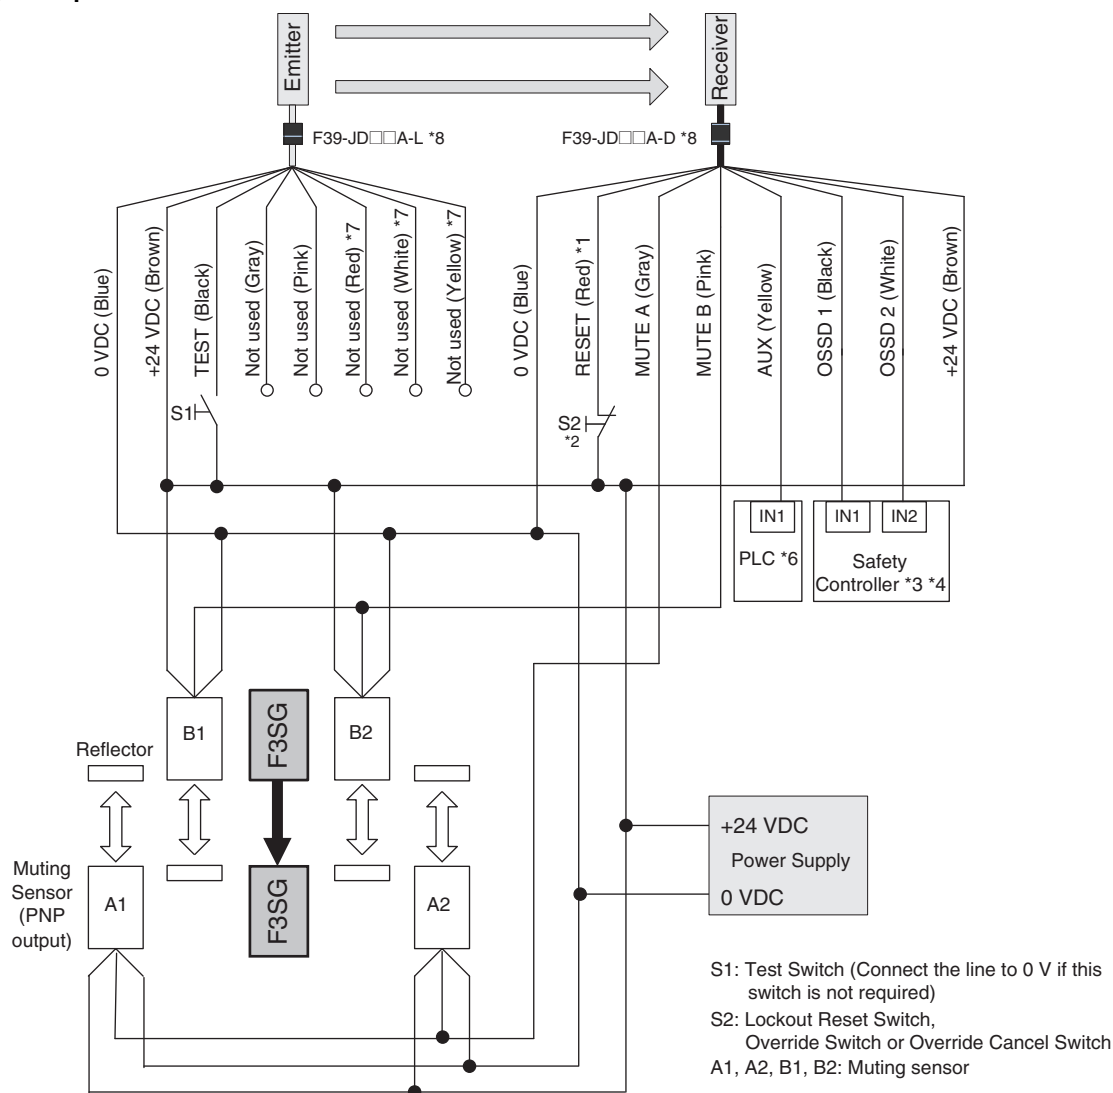 Emitter
Receiver
F39-JD□□A-L *8
F39-JD□□A-D *8
0 VDC (Blue)
+24 VDC (Brown)
TEST (Black)
Not used (Gray)
Not used (Pink)
Not used (Red) *7
Not used (White) *7
Not used (Yellow) *7
0 VDC (Blue)
RESET (Red) *1
MUTE A (Gray)
MUTE B (Pink)
AUX (Yellow)
OSSD 1 (Black)
OSSD 2 (White)
+24 VDC (Brown)
S1
S2
*2
IN1
IN1
IN2
PLC *6
Safety
Controller *3 *4
B1
F3SG
B2
Reflector
Muting
Sensor
(PNP
output)
A1
F3SG
A2
+24 VDC
Power Supply
0 VDC
S1: Test Switch (Connect the line to 0 V if this
switch is not required)
S2: Lockout Reset Switch,
Override Switch or Override Cancel Switch
A1, A2, B1, B2: Muting sensor